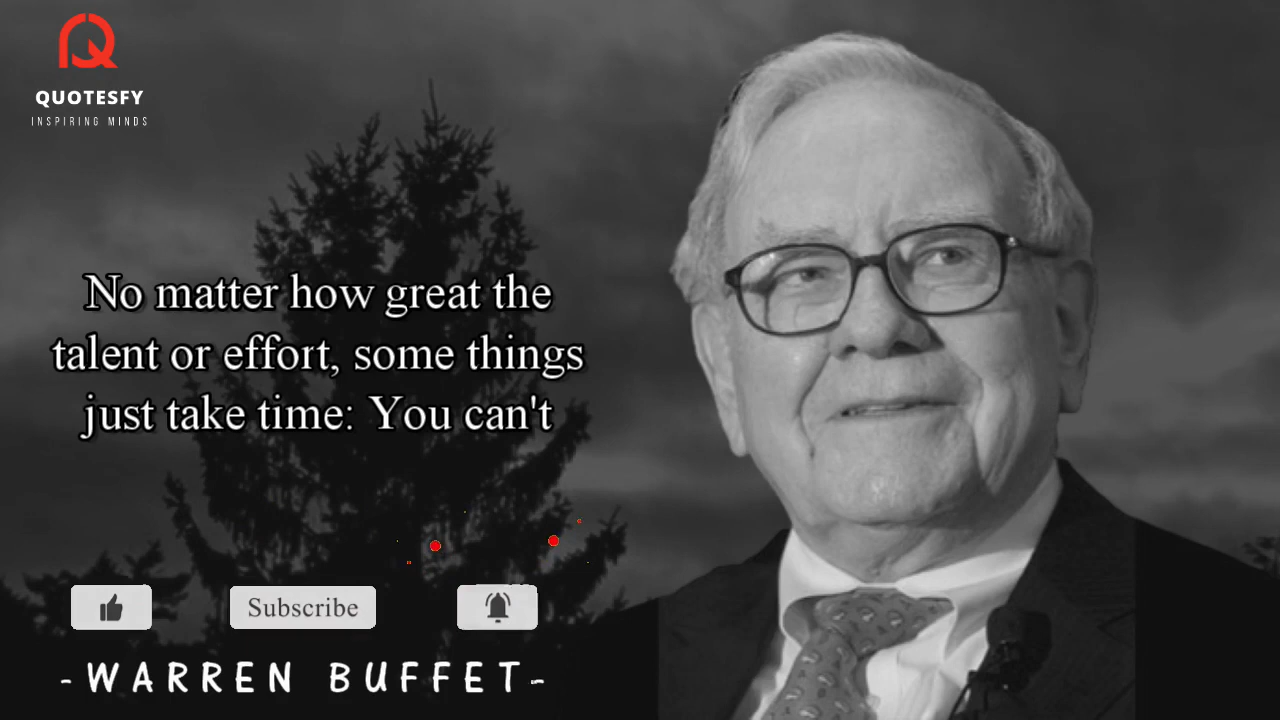 QUOTESFY
INSPIRING MINDS
No matter how great the
talent or effort, some things
just take time: You can't
Subscribe
-WARREN BUFFET-